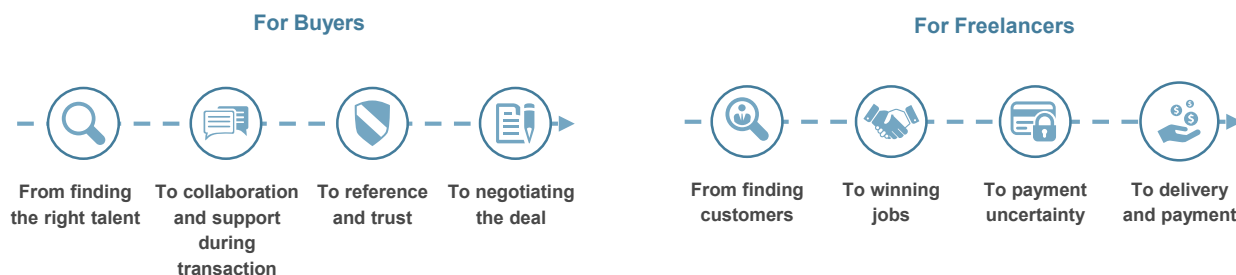 For Buyers
From finding
the right talent
To collaboration
and support
during
transaction
To reference
and trust
To negotiating
the deal
For Freelancers
From finding
customers
To winning
jobs
To payment
uncertainty
To delivery
and payment